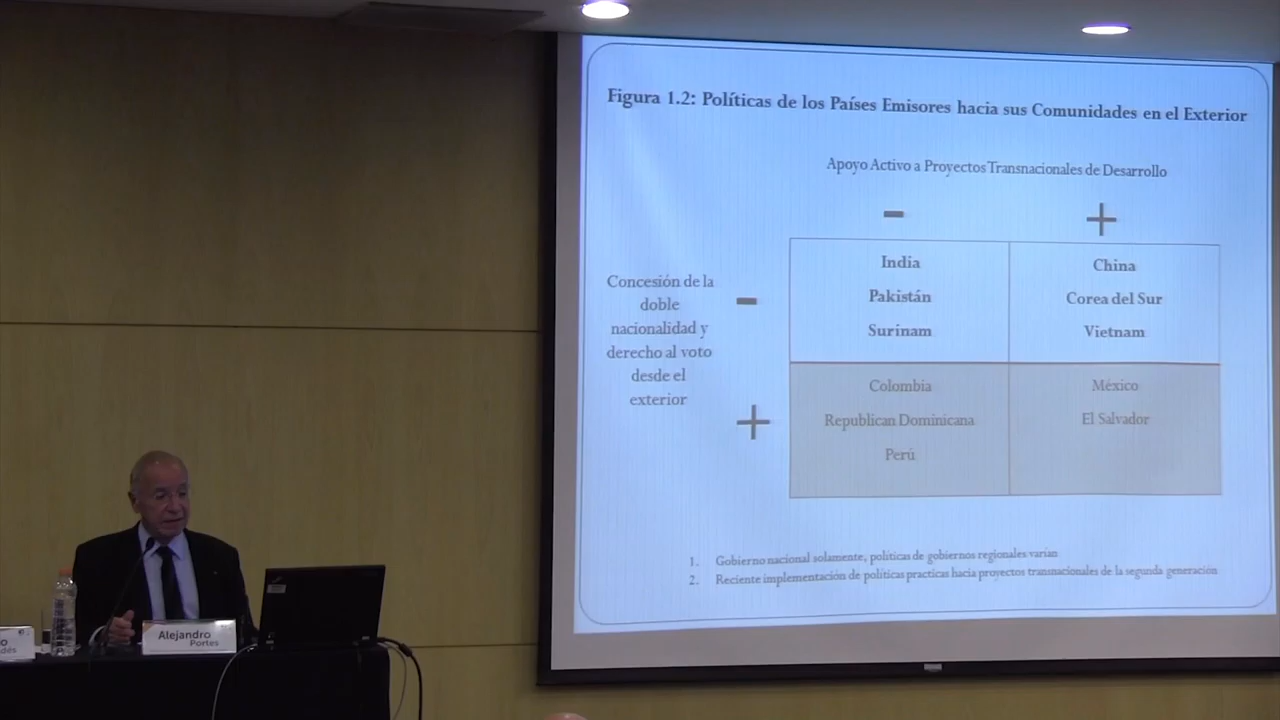 Figura 1.2: Políticas de los Países Emisores hacia sus Comunidades en el Exterior
Apoyo Activo a Proyectos Transnacionales de Desarrollo
− +
Concesión de la
doble
nacionalidad y
derecho al voto
desde el
exterior
−
+
India
Pakistán
Surinam
China
Corea del Sur
Vietnam
Colombia
Republican Dominicana
Perú
México
El Salvador
1. Gobierno nacional solamente, políticas de gobiernos regionales varían
2. Reciente implementación de políticas practicas hacia proyectos transnacionales de la segunda generación
Alejandro
Portes